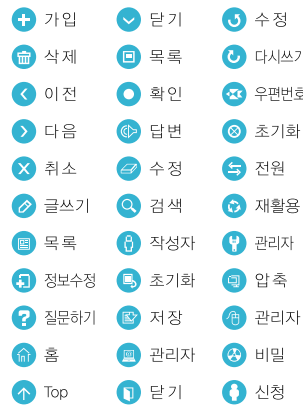 가입 닫기 수정
삭제 목록 다시쓰기
이전 확인 우편번호
다음 답변 초기화
취소 수정 전원
글쓰기 검색 재활용
목록 작성자 관리자
정보수정 초기화 압축
질문하기 저장 관리자
홈 관리자 비밀
Top 닫기 신청